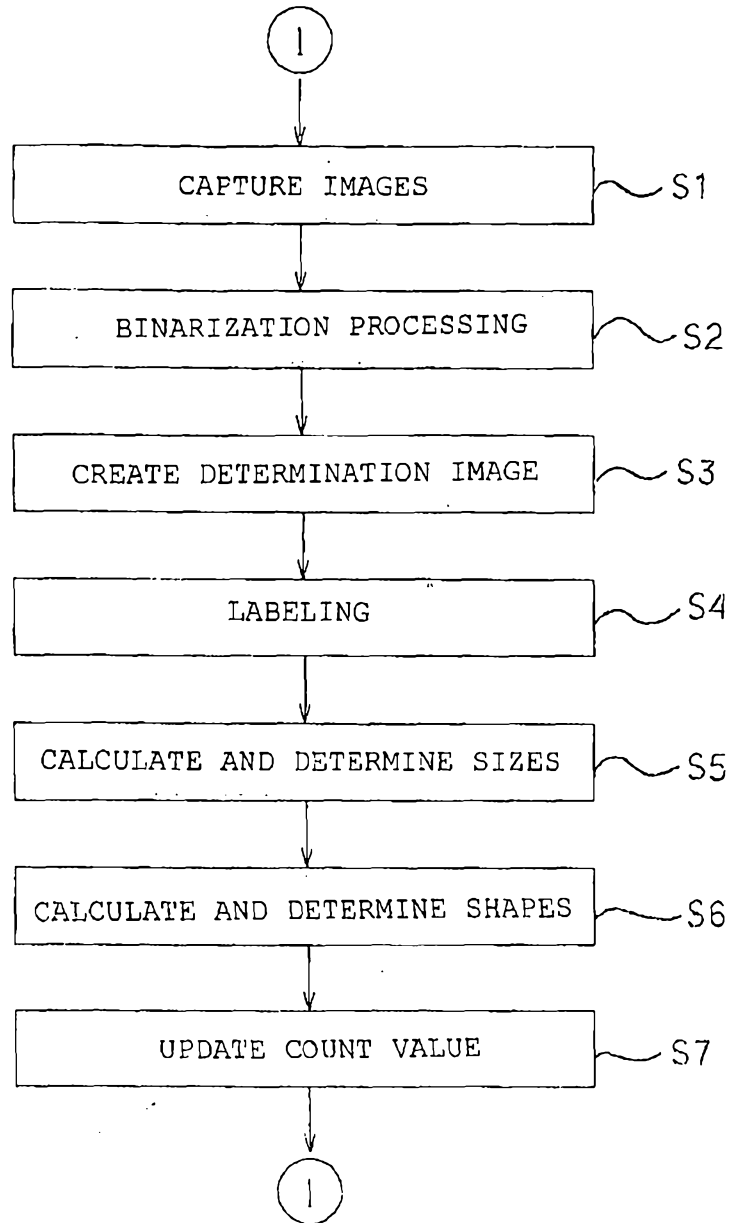 1
CAPTURE IMAGES S1
BINARIZATION PROCESSING S2
CREATE DETERMINATION IMAGE S3
LABELING S4
CALCULATE AND DETERMINE SIZES S5
CALCULATE AND DETERMINE SHAPES S6
UPDATE COUNT VALUE S7
1